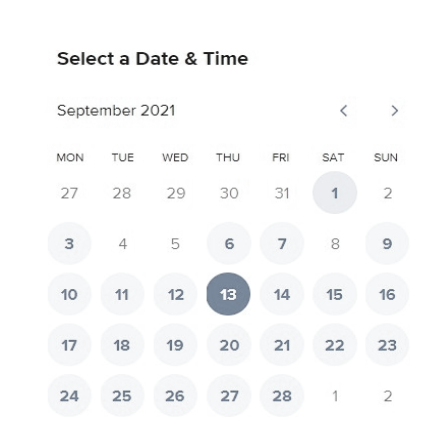 Select a Date & Time
September 2021
MON TUE WED THU FRI SAT SUN
27 28 29 30 31 1 2
3 4 5 6 7 8 9
10 11 12 13 14 15 16
17 18 19 20 21 22 23
24 25 26 27 28 1 2